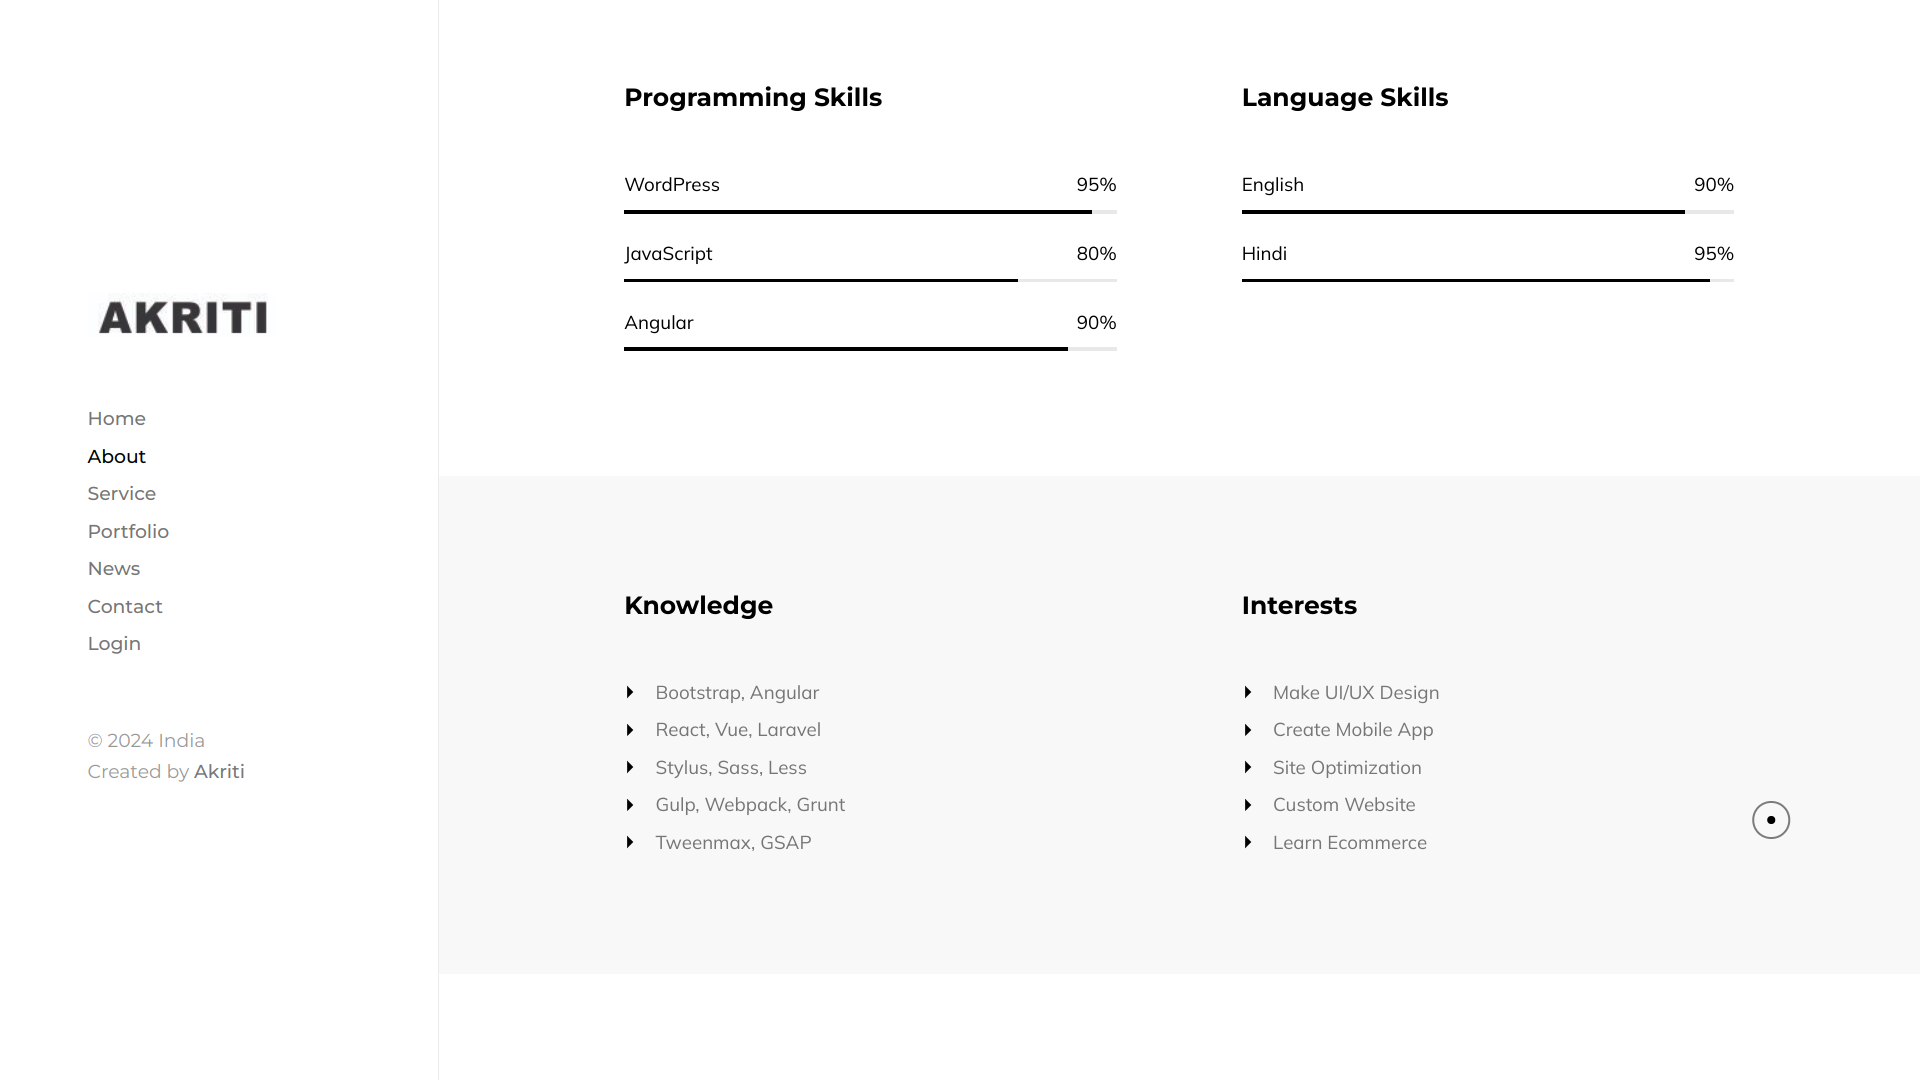 AKRITI
Home
About
Service
Portfolio
News
Contact
Login
© 2024 India
Created by Akriti
Programming Skills
WordPress 95%
JavaScript 80%
Angular 90%
Language Skills
English 90%
Hindi 95%
Knowledge
Bootstrap, Angular
React, Vue, Laravel
Stylus, Sass, Less
Gulp, Webpack, Grunt
Tweenmax, GSAP
Interests
Make UI/UX Design
Create Mobile App
Site Optimization
Custom Website
Learn Ecommerce